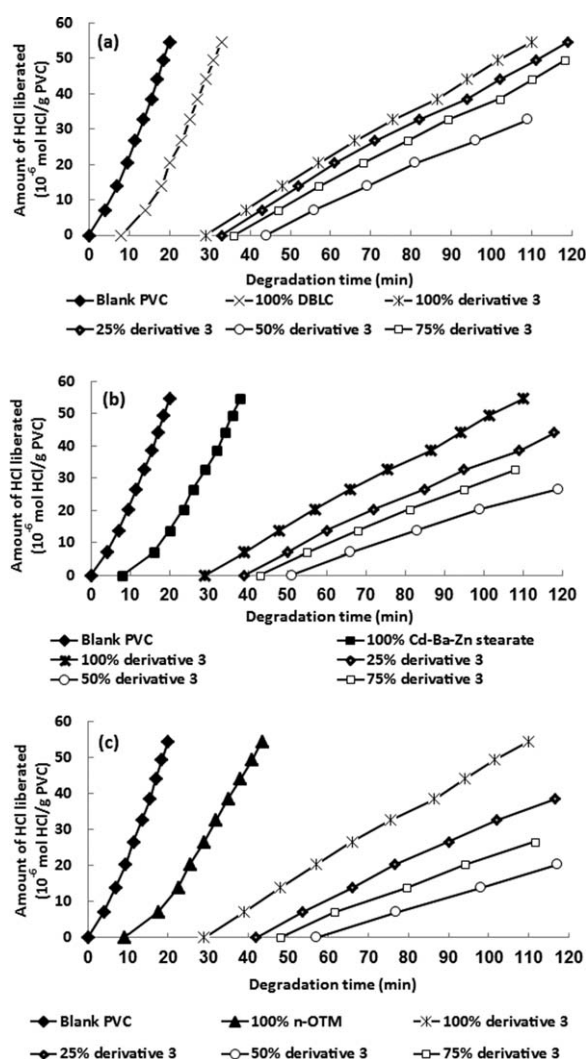 (a)
Amount of HCl liberated
(10⁻⁶ mol HCl/g PVC)
60
50
40
30
20
10
0
0 10 20 30 40 50 60 70 80 90 100 110 120
Degradation time (min)
Blank PVC 100% DBLC 100% derivative 3
25% derivative 3 50% derivative 3 75% derivative 3
(b)
Amount of HCl liberated
(10⁻⁶ mol HCl/g PVC)
60
50
40
30
20
10
0
0 10 20 30 40 50 60 70 80 90 100 110 120
Degradation time (min)
Blank PVC 100% Cd-Ba-Zn stearate
100% derivative 3 25% derivative 3
50% derivative 3 75% derivative 3
(c)
Amount of HCl liberated
(10⁻⁶ mol HCl/g PVC)
60
50
40
30
20
10
0
0 10 20 30 40 50 60 70 80 90 100 110 120
Degradation time (min)
Blank PVC 100% n-OTM 100% derivative 3
25% derivative 3 50% derivative 3 75% derivative 3